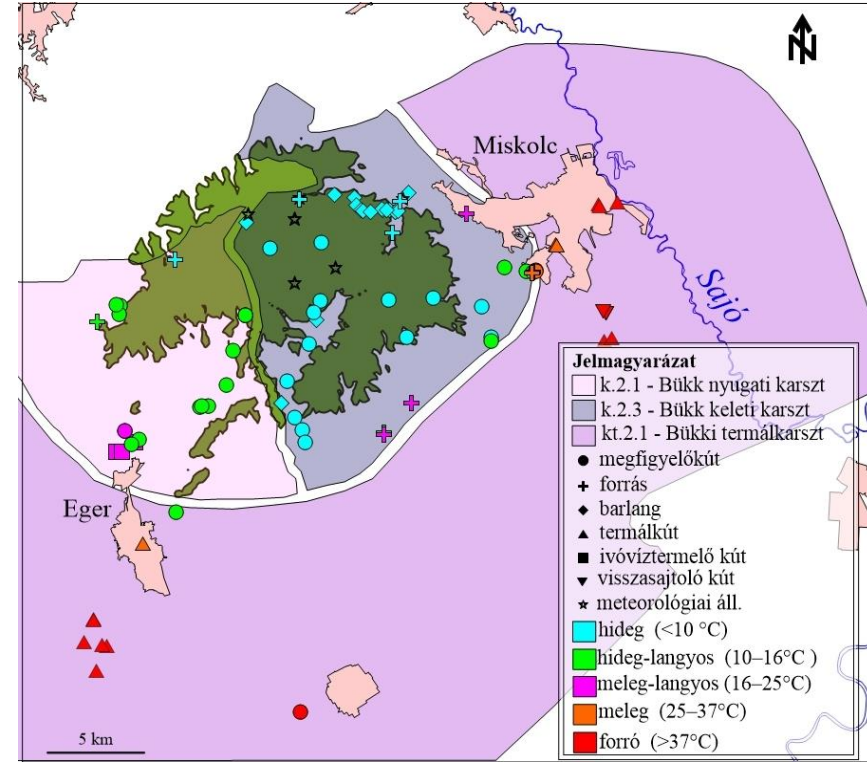 N
Miskolc
Sajó
Eger
5 km
Jelmagyarázat
k.2.1 - Bükk nyugati karszt
k.2.3 - Bükk keleti karszt
kt.2.1 - Bükki termálkarszt
megfigyelőkút
forrás
barlang
termálkút
ivóvíztermelő kút
visszasajtoló kút
meteorológiai áll.
hideg (<10 °C)
hideg-langyos (10–16°C )
meleg-langyos (16–25°C)
meleg (25–37°C)
forró (>37°C)